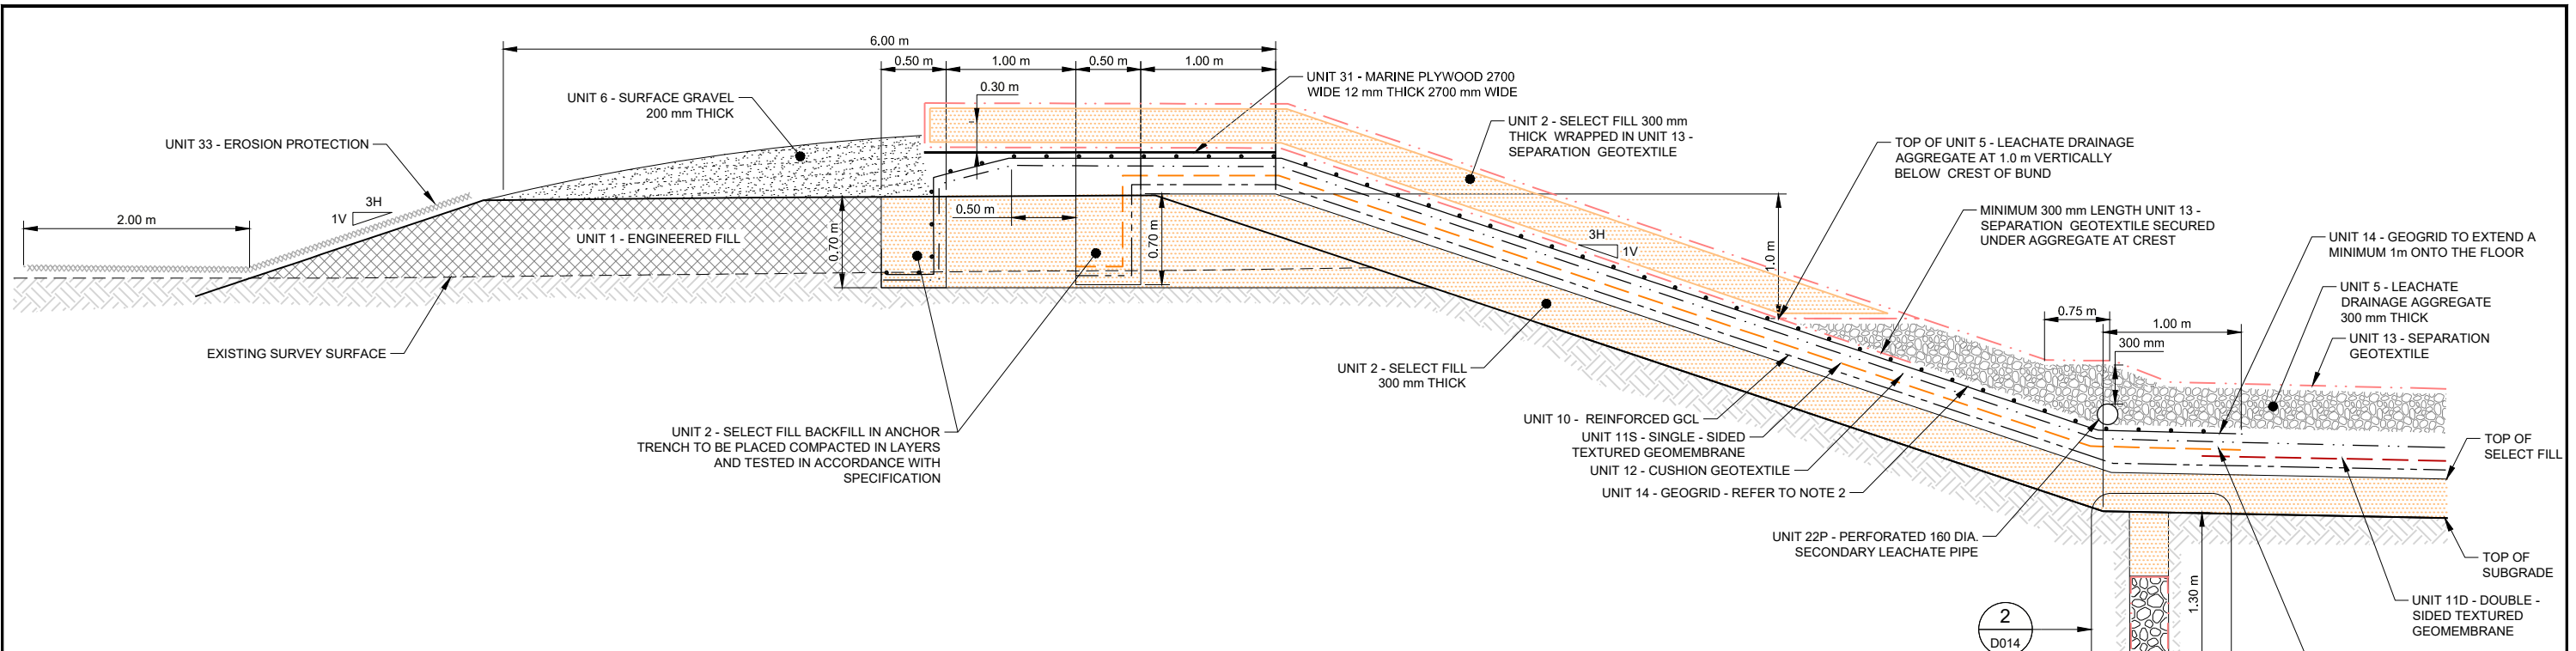 6.00 m
0.50 m
1.00 m
0.50 m
1.00 m
0.30 m
UNIT 31 - MARINE PLYWOOD 2700
WIDE 12 mm THICK 2700 mm WIDE
UNIT 6 - SURFACE GRAVEL
200 mm THICK
UNIT 33 - EROSION PROTECTION
UNIT 2 - SELECT FILL 300 mm
THICK WRAPPED IN UNIT 13 -
SEPARATION GEOTEXTILE
TOP OF UNIT 5 - LEACHATE DRAINAGE
AGGREGATE AT 1.0 m VERTICALLY
BELOW CREST OF BUND
2.00 m
3H
1V
0.50 m
0.70 m
0.70 m
UNIT 1 - ENGINEERED FILL
3H
1V
1.0 m
MINIMUM 300 mm LENGTH UNIT 13 -
SEPARATION GEOTEXTILE SECURED
UNDER AGGREGATE AT CREST
UNIT 14 - GEOGRID TO EXTEND A
MINIMUM 1m ONTO THE FLOOR
UNIT 5 - LEACHATE
DRAINAGE AGGREGATE
300 mm THICK
0.75 m
1.00 m
300 mm
UNIT 13 - SEPARATION
GEOTEXTILE
EXISTING SURVEY SURFACE
UNIT 2 - SELECT FILL
300 mm THICK
UNIT 2 - SELECT FILL BACKFILL IN ANCHOR
TRENCH TO BE PLACED COMPACTED IN LAYERS
AND TESTED IN ACCORDANCE WITH
SPECIFICATION
UNIT 10 - REINFORCED GCL
UNIT 11S - SINGLE - SIDED
TEXTURED GEOMEMBRANE
UNIT 12 - CUSHION GEOTEXTILE
UNIT 14 - GEOGRID - REFER TO NOTE 2
UNIT 22P - PERFORATED 160 DIA.
SECONDARY LEACHATE PIPE
TOP OF
SELECT FILL
TOP OF
SUBGRADE
1.30 m
UNIT 11D - DOUBLE -
SIDED TEXTURED
GEOMEMBRANE
2
D014